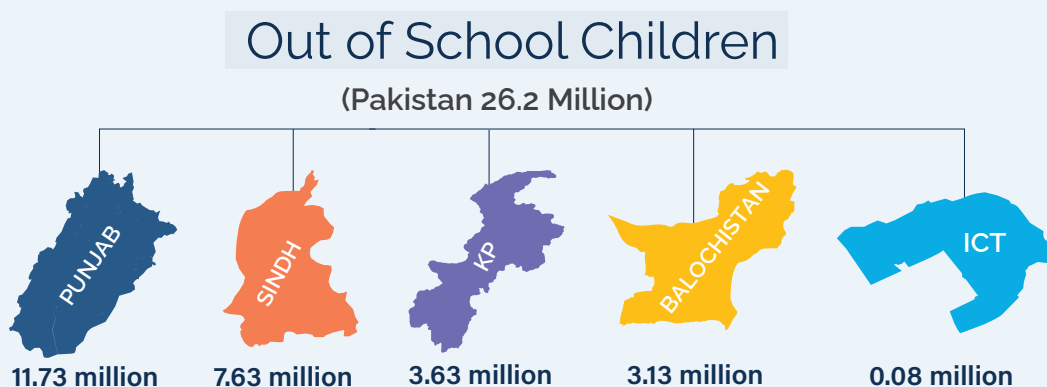 Out of School Children
(Pakistan 26.2 Million)
PUNJAB
SINDH
KP
BALOCHISTAN
ICT
11.73 million
7.63 million
3.63 million
3.13 million
0.08 million